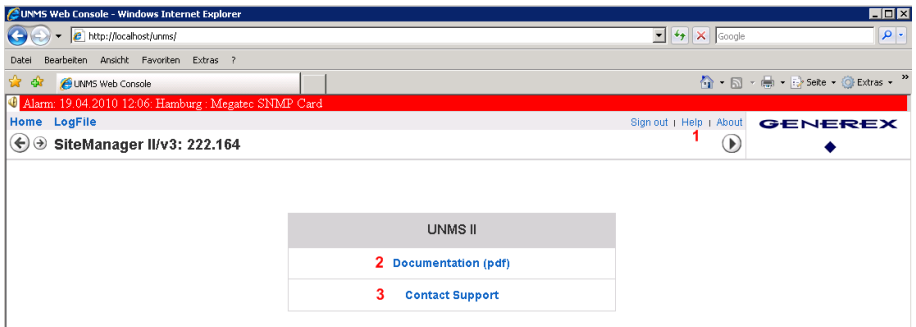 UNMS Web Console - Windows Internet Explorer
http://localhost/unms/
Google
Datei Bearbeiten Ansicht Favoriten Extras ?
UNMS Web Console
Seite Extras »
Alarm: 19.04.2010 12:06: Hamburg : Megatec SNMP Card
Home LogFile Sign out | Help | About GENEREX
1
SiteManager II/v3: 222.164
UNMS II
2 Documentation (pdf)
3 Contact Support